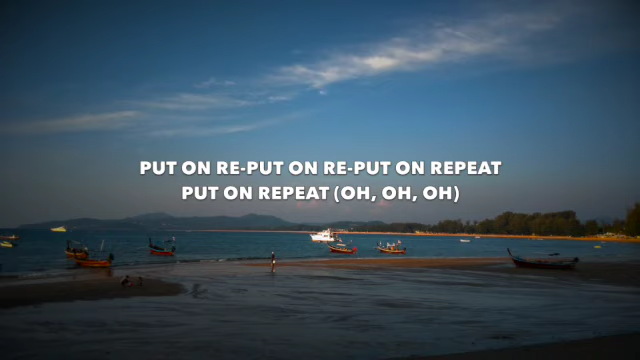 PUT ON RE-PUT ON RE-PUT ON REPEAT
PUT ON REPEAT (OH, OH, OH)